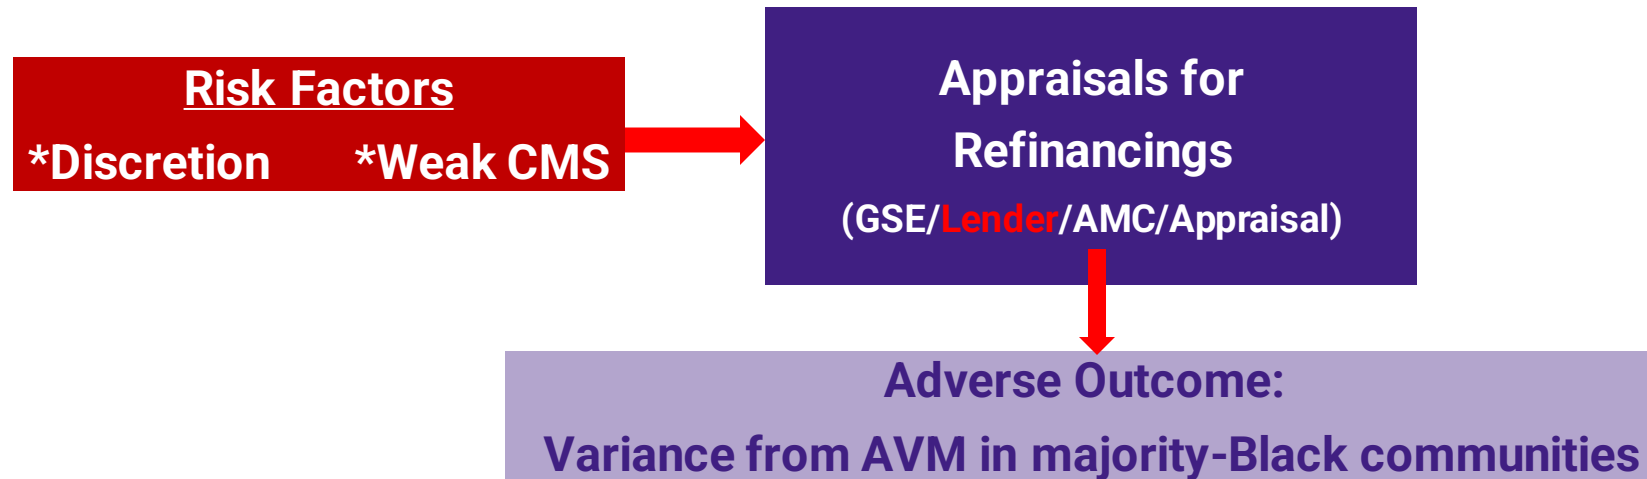 Risk Factors
*Discretion *Weak CMS
Appraisals for
Refinancings
(GSE/Lender/AMC/Appraisal)
Adverse Outcome:
Variance from AVM in majority-Black communities